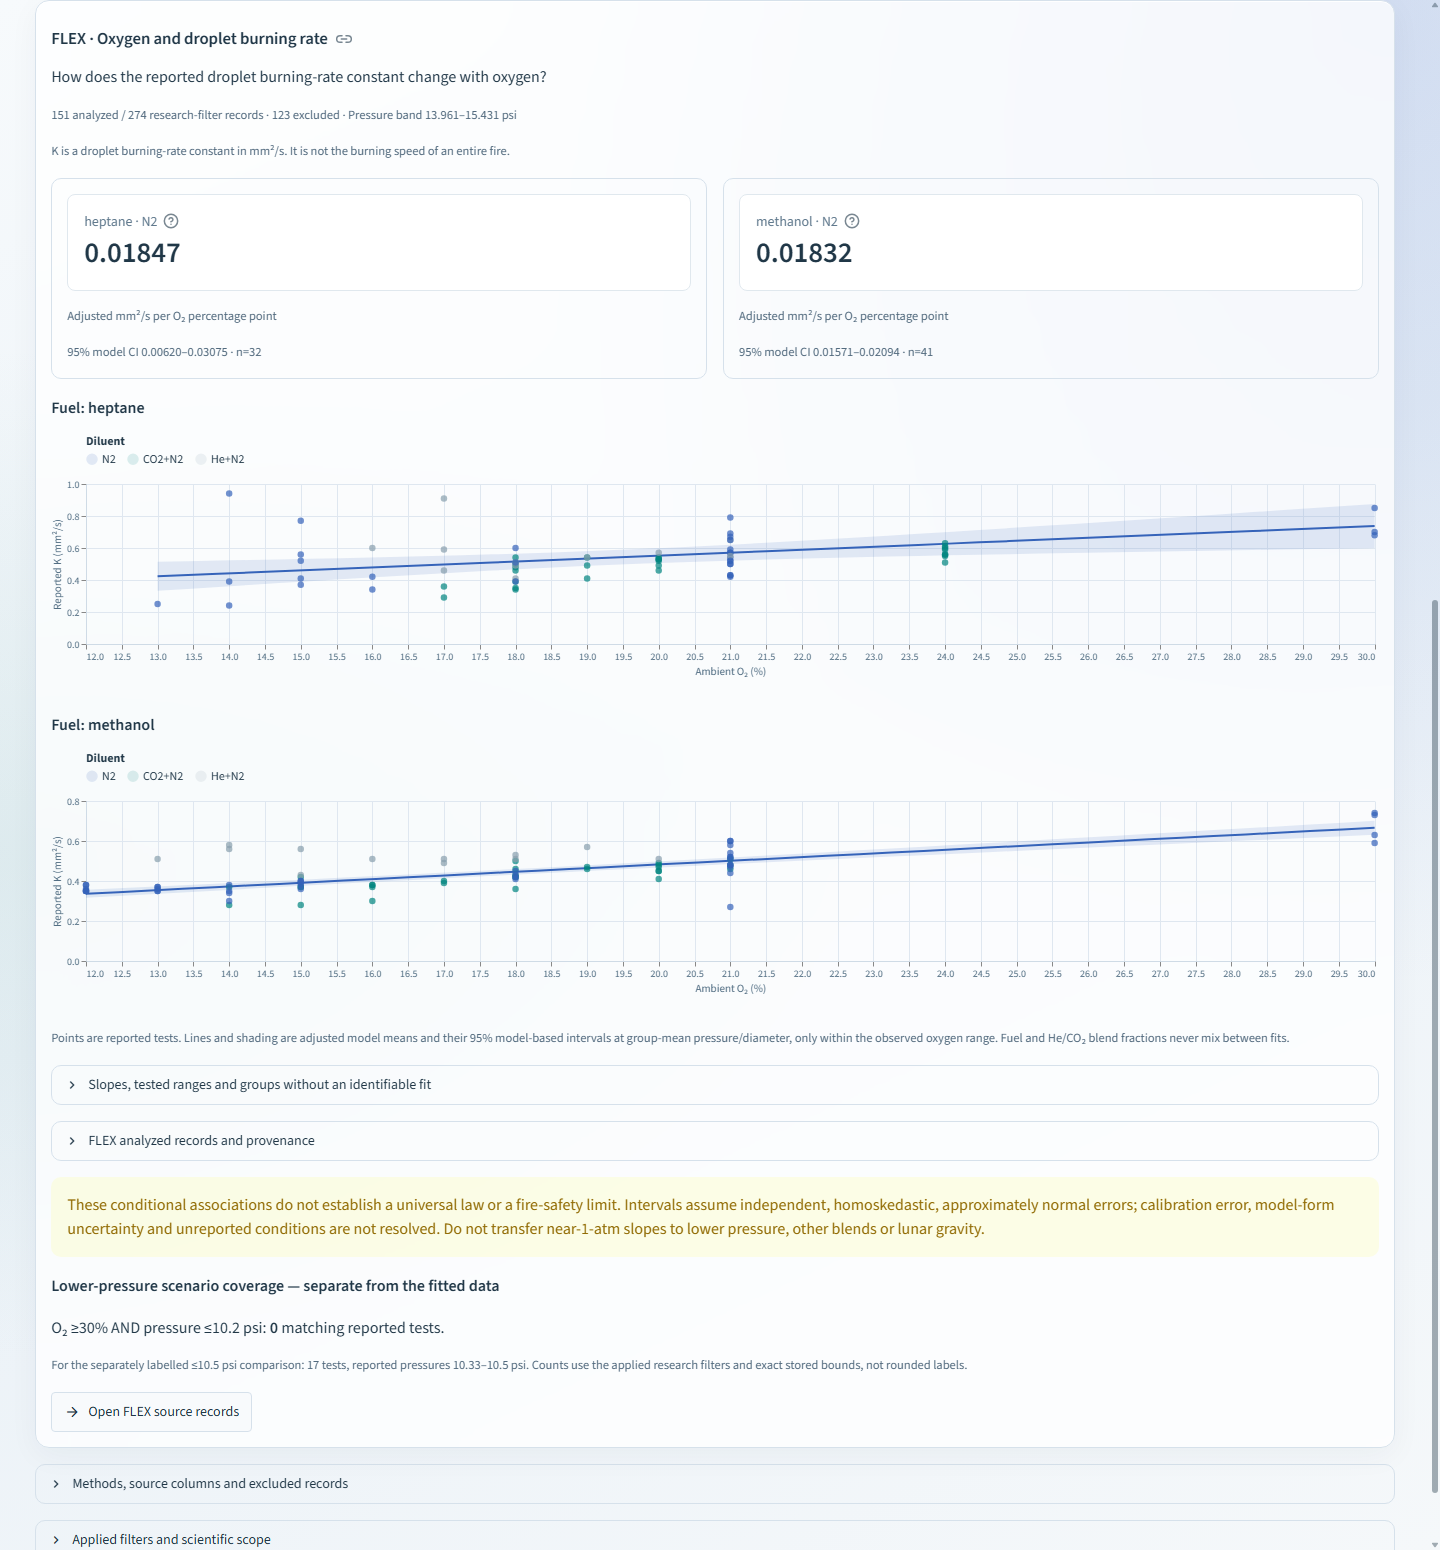 FLEX · Oxygen and droplet burning rate
How does the reported droplet burning-rate constant change with oxygen?
151 analyzed / 274 research-filter records · 123 excluded · Pressure band 13.961–15.431 psi
K is a droplet burning-rate constant in mm²/s. It is not the burning speed of an entire fire.
heptane · N2
0.01847
Adjusted mm²/s per O₂ percentage point
95% model CI 0.00620–0.03075 · n=32
methanol · N2
0.01832
Adjusted mm²/s per O₂ percentage point
95% model CI 0.01571–0.02094 · n=41
Fuel: heptane
Diluent
N2 CO2+N2 He+N2
Reported K (mm²/s)
1.0
0.8
0.6
0.4
0.2
0.0
12.0 12.5 13.0 13.5 14.0 14.5 15.0 15.5 16.0 16.5 17.0 17.5 18.0 18.5 19.0 19.5 20.0 20.5 21.0 21.5 22.0 22.5 23.0 23.5 24.0 24.5 25.0 25.5 26.0 26.5 27.0 27.5 28.0 28.5 29.0 29.5 30.0
Ambient O₂ (%)
Fuel: methanol
Diluent
N2 CO2+N2 He+N2
Reported K (mm²/s)
0.8
0.6
0.4
0.2
0.0
12.0 12.5 13.0 13.5 14.0 14.5 15.0 15.5 16.0 16.5 17.0 17.5 18.0 18.5 19.0 19.5 20.0 20.5 21.0 21.5 22.0 22.5 23.0 23.5 24.0 24.5 25.0 25.5 26.0 26.5 27.0 27.5 28.0 28.5 29.0 29.5 30.0
Ambient O₂ (%)
Points are reported tests. Lines and shading are adjusted model means and their 95% model-based intervals at group-mean pressure/diameter, only within the observed oxygen range. Fuel and He/CO₂ blend fractions never mix between fits.
Slopes, tested ranges and groups without an identifiable fit
FLEX analyzed records and provenance
These conditional associations do not establish a universal law or a fire-safety limit. Intervals assume independent, homoskedastic, approximately normal errors; calibration error, model-form
uncertainty and unreported conditions are not resolved. Do not transfer near-1-atm slopes to lower pressure, other blends or lunar gravity.
Lower-pressure scenario coverage — separate from the fitted data
O₂ ≥30% AND pressure ≤10.2 psi: 0 matching reported tests.
For the separately labelled ≤10.5 psi comparison: 17 tests, reported pressures 10.33–10.5 psi. Counts use the applied research filters and exact stored bounds, not rounded labels.
Open FLEX source records
Methods, source columns and excluded records
Applied filters and scientific scope